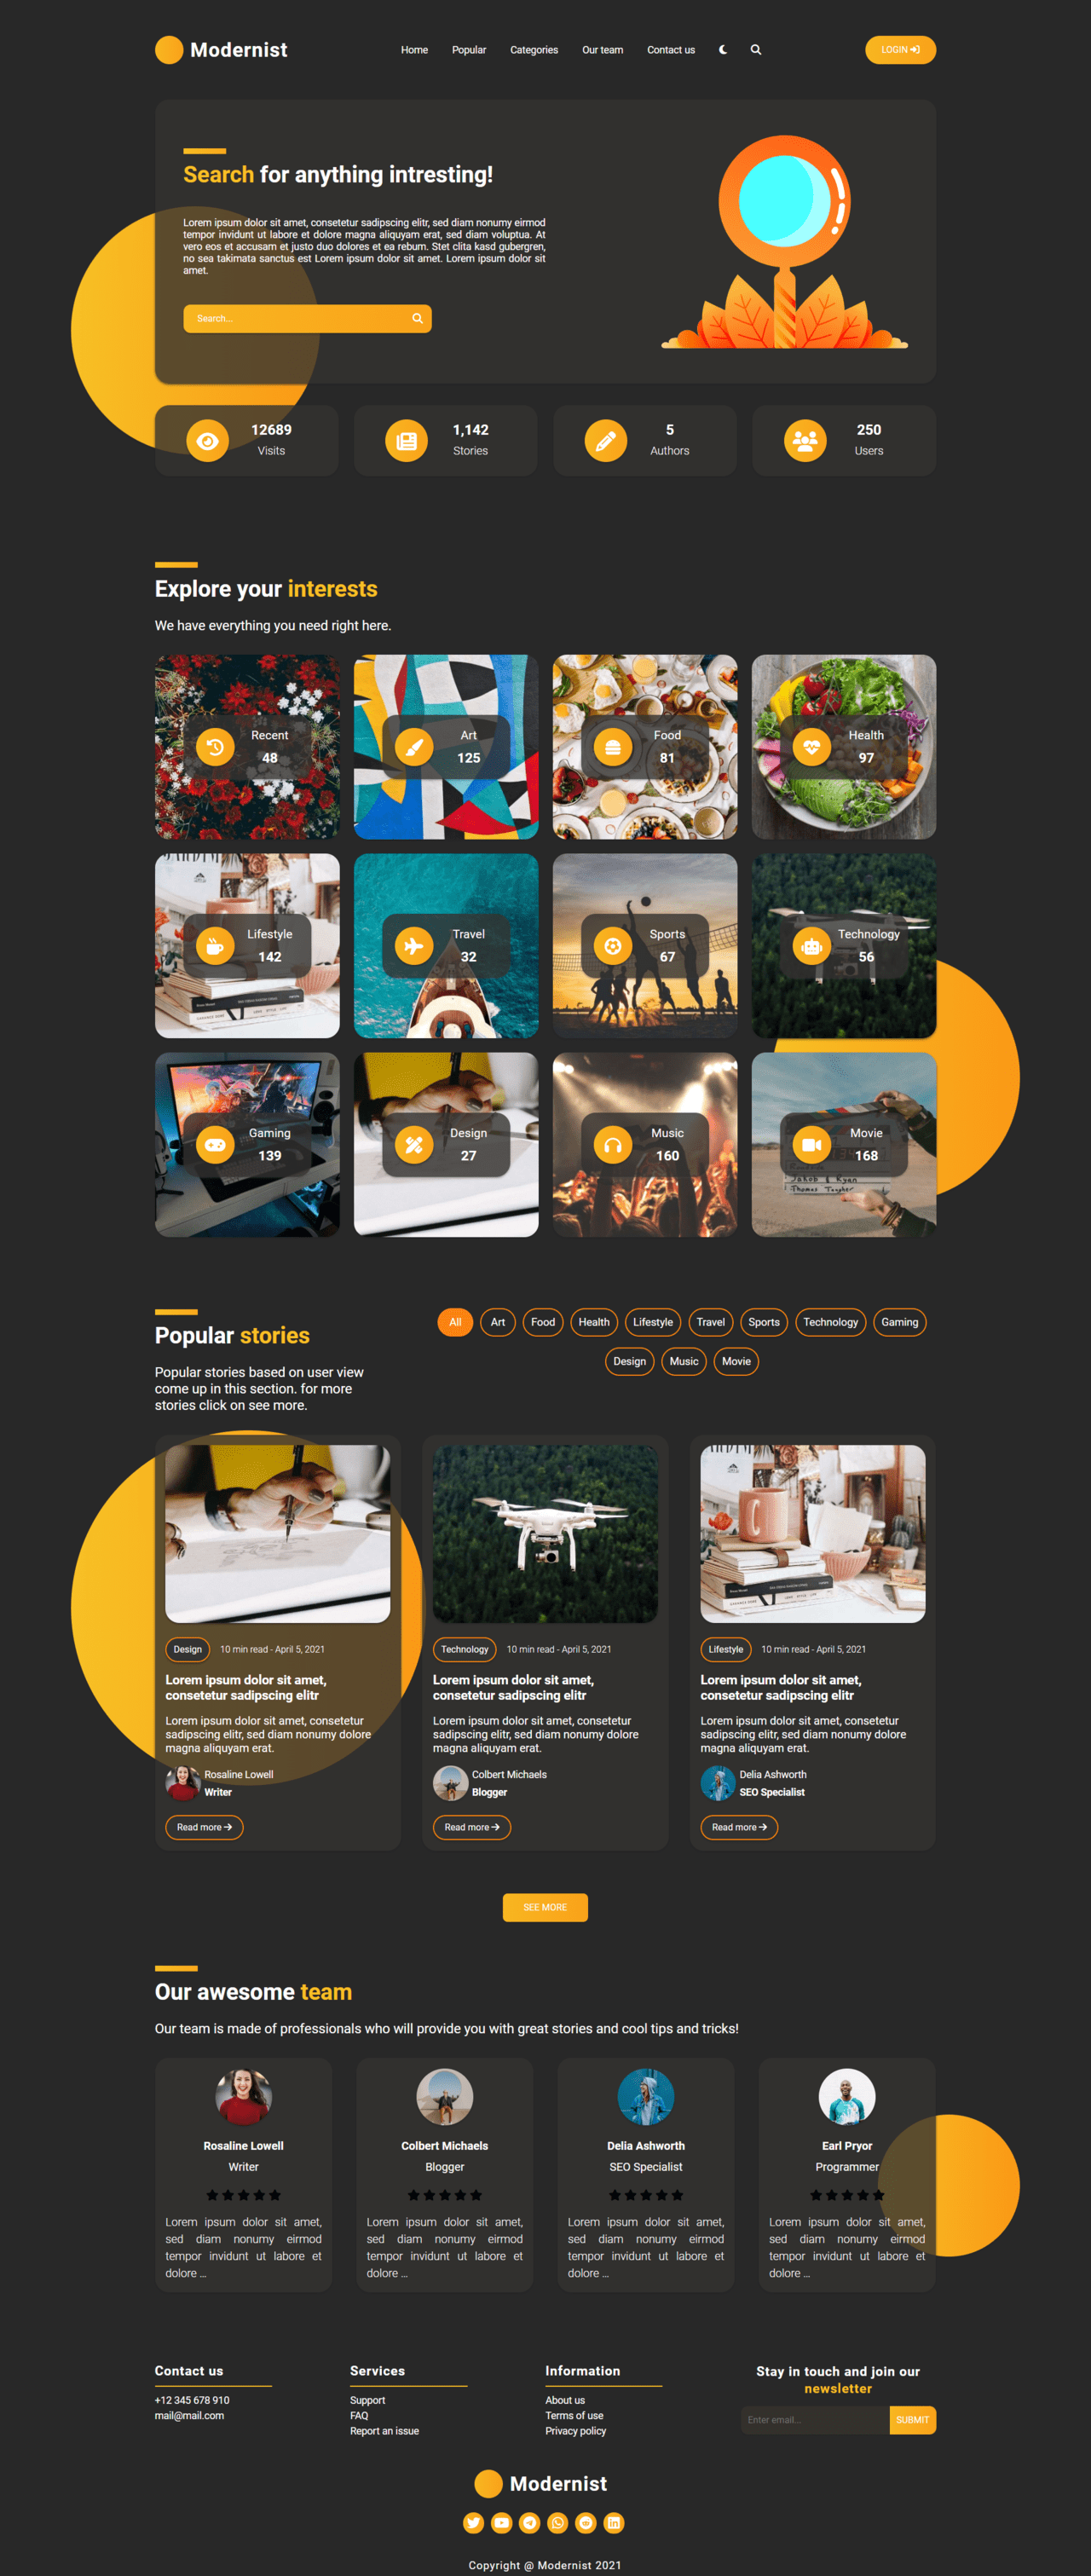 Modernist
Home Popular Categories Our team Contact us
LOGIN
Search for anything intresting!
Lorem ipsum dolor sit amet, consetetur sadipscing elitr, sed diam nonumy eirmod
tempor invidunt ut labore et dolore magna aliquyam erat, sed diam voluptua. At
vero eos et accusam et justo duo dolores et ea rebum. Stet clita kasd gubergren,
no sea takimata sanctus est Lorem ipsum dolor sit amet. Lorem ipsum dolor sit
amet.
Search...
12689
Visits
1,142
Stories
5
Authors
250
Users
Explore your interests
We have everything you need right here.
Recent
48
Art
125
Food
81
Health
97
Lifestyle
142
Travel
32
Sports
67
Technology
56
Gaming
139
Design
27
Music
160
Movie
168
Jakob & Ryan
Thomas Taugher
Popular stories
Popular stories based on user view
come up in this section. for more
stories click on see more.
All Art Food Health Lifestyle Travel Sports Technology Gaming
Design Music Movie
Design 10 min read - April 5, 2021
Lorem ipsum dolor sit amet,
consetetur sadipscing elitr
Lorem ipsum dolor sit amet, consetetur
sadipscing elitr, sed diam nonumy dolore
magna aliquyam erat.
Rosaline Lowell
Writer
Read more
Technology 10 min read - April 5, 2021
Lorem ipsum dolor sit amet,
consetetur sadipscing elitr
Lorem ipsum dolor sit amet, consetetur
sadipscing elitr, sed diam nonumy dolore
magna aliquyam erat.
Colbert Michaels
Blogger
Read more
Lifestyle 10 min read - April 5, 2021
Lorem ipsum dolor sit amet,
consetetur sadipscing elitr
Lorem ipsum dolor sit amet, consetetur
sadipscing elitr, sed diam nonumy dolore
magna aliquyam erat.
Delia Ashworth
SEO Specialist
Read more
SEE MORE
Our awesome team
Our team is made of professionals who will provide you with great stories and cool tips and tricks!
Rosaline Lowell
Writer
Lorem ipsum dolor sit amet,
sed diam nonumy eirmod
tempor invidunt ut labore et
dolore ...
Colbert Michaels
Blogger
Lorem ipsum dolor sit amet,
sed diam nonumy eirmod
tempor invidunt ut labore et
dolore ...
Delia Ashworth
SEO Specialist
Lorem ipsum dolor sit amet,
sed diam nonumy eirmod
tempor invidunt ut labore et
dolore ...
Earl Pryor
Programmer
Lorem ipsum dolor sit amet,
sed diam nonumy eirmod
tempor invidunt ut labore et
dolore ...
Contact us
+12 345 678 910
mail@mail.com
Services
Support
FAQ
Report an issue
Information
About us
Terms of use
Privacy policy
Stay in touch and join our
newsletter
Enter email...
SUBMIT
Modernist
Copyright @ Modernist 2021